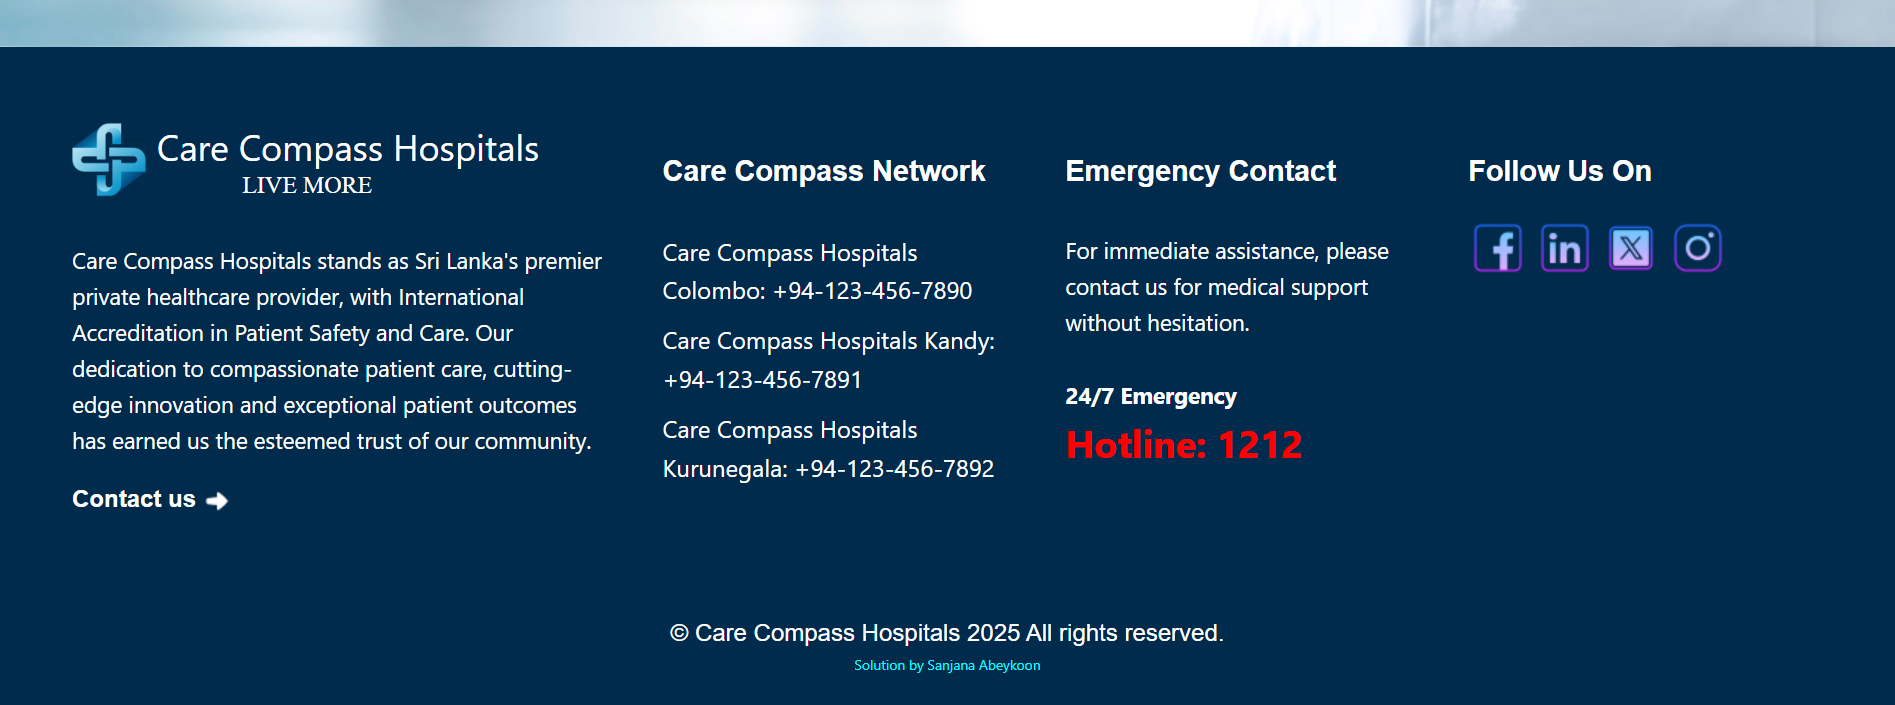 Care Compass Hospitals
LIVE MORE
Care Compass Hospitals stands as Sri Lanka's premier
private healthcare provider, with International
Accreditation in Patient Safety and Care. Our
dedication to compassionate patient care, cutting-
edge innovation and exceptional patient outcomes
has earned us the esteemed trust of our community.
Contact us
Care Compass Network
Care Compass Hospitals
Colombo: +94-123-456-7890
Care Compass Hospitals Kandy:
+94-123-456-7891
Care Compass Hospitals
Kurunegala: +94-123-456-7892
Emergency Contact
For immediate assistance, please
contact us for medical support
without hesitation.
24/7 Emergency
Hotline: 1212
Follow Us On
© Care Compass Hospitals 2025 All rights reserved.
Solution by Sanjana Abeykoon